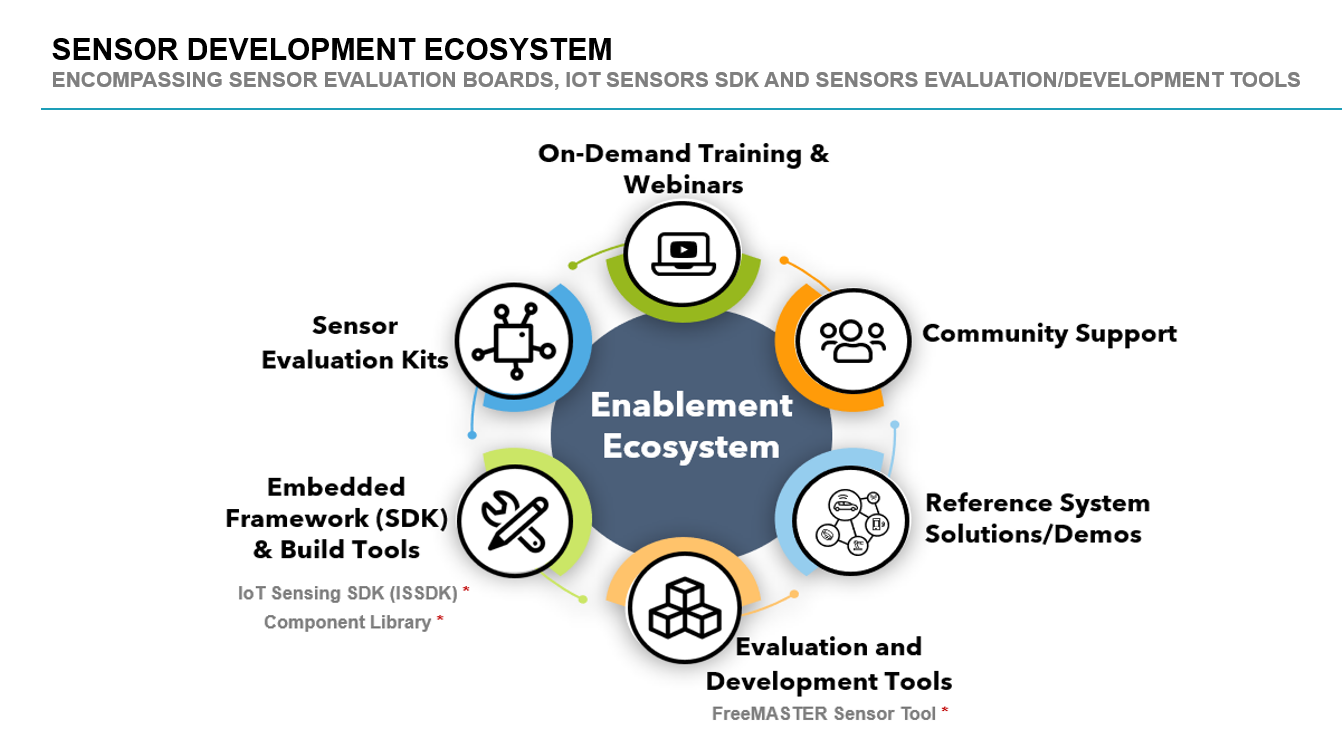 SENSOR DEVELOPMENT ECOSYSTEM
ENCOMPASSING SENSOR EVALUATION BOARDS, IOT SENSORS SDK AND SENSORS EVALUATION/DEVELOPMENT TOOLS
On-Demand Training &
Webinars
Sensor
Evaluation Kits
Community Support
Enablement
Ecosystem
Embedded
Framework (SDK)
& Build Tools
IoT Sensing SDK (ISSDK) *
Component Library *
Reference System
Solutions/Demos
Evaluation and
Development Tools
FreeMASTER Sensor Tool *